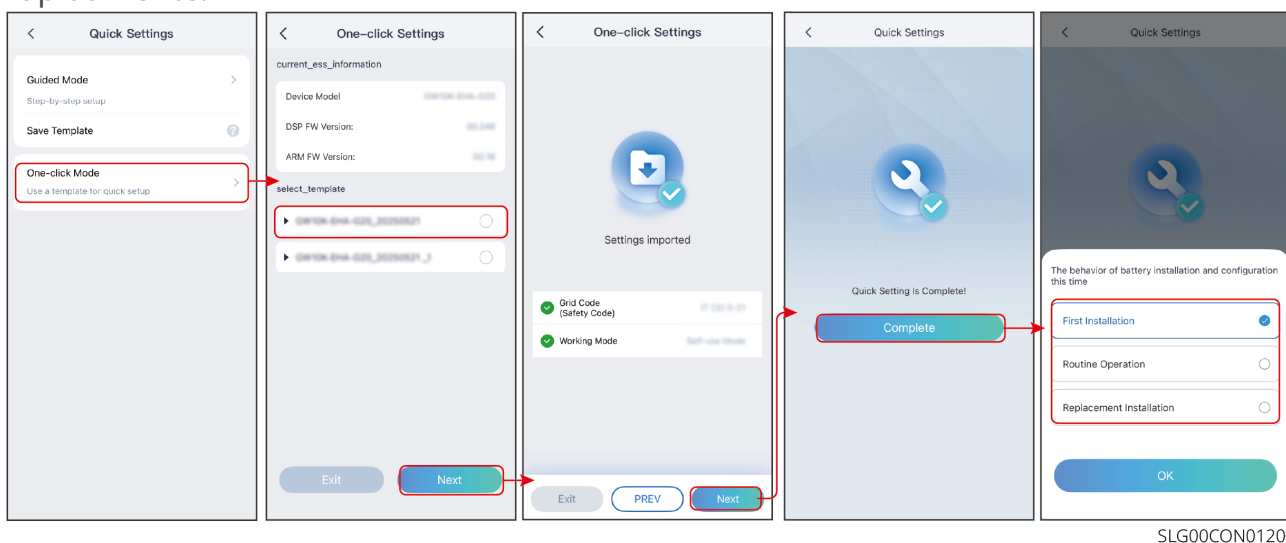 Quick Settings
Guided Mode
Step-by-step setup
Save Template
?
One-click Mode
Use a template for quick setup
One-click Settings
current_ess_information
Device Model
DSP FW Version:
ARM FW Version:
select_template
Exit
Next
One-click Settings
Settings imported
Grid Code
(Safety Code)
Working Mode
Exit
PREV
Next
Quick Settings
Quick Setting Is Complete!
Complete
Quick Settings
The behavior of battery installation and configuration
this time
First Installation
Routine Operation
Replacement Installation
OK
SLG00CON0120